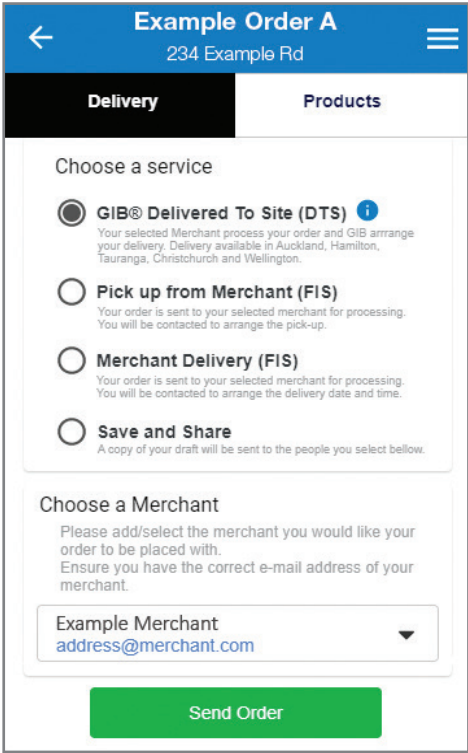 Example Order A
234 Example Rd
Delivery
Products
Choose a service
GIB® Delivered To Site (DTS) i
Your selected Merchant process your order and GIB arrrange
your delivery. Delivery available in Auckland, Hamilton,
Tauranga, Christchurch and Wellington.
Pick up from Merchant (FIS)
Your order is sent to your selected merchant for processing.
You will be contacted to arrange the pick-up.
Merchant Delivery (FIS)
Your order is sent to your selected merchant for processing.
You will be contacted to arrange the delivery date and time.
Save and Share
A copy of your draft will be sent to the people you select bellow.
Choose a Merchant
Please add/select the merchant you would like your
order to be placed with.
Ensure you have the correct e-mail address of your
merchant.
Example Merchant
address@merchant.com
Send Order